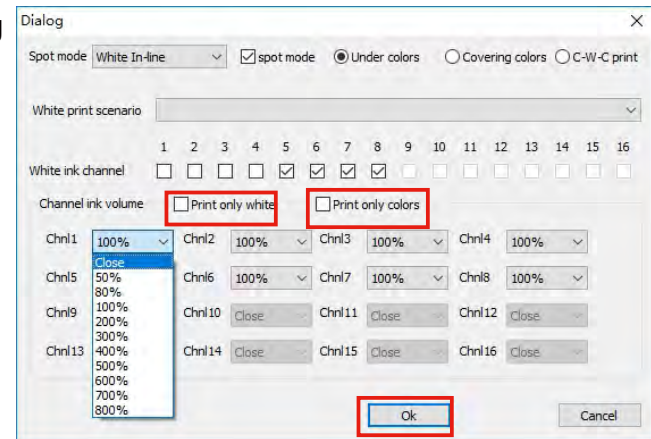 Dialog
Spot mode White In-line spot mode Under colors Covering colors C-W-C print
White print scenario
1 2 3 4 5 6 7 8 9 10 11 12 13 14 15 16
White ink channel
Channel ink volume Print only white Print only colors
Chnl1 100% Chnl2 100% Chnl3 100% Chnl4 100%
Close
Chnl5 50% Chnl6 100% Chnl7 100% Chnl8 100%
80%
100%
Chnl9 200% Chnl10 Close Chnl11 Close Chnl12 Close
300%
Chnl13 400% Chnl14 Close Chnl15 Close Chnl16 Close
500%
600%
700%
800%
Ok Cancel